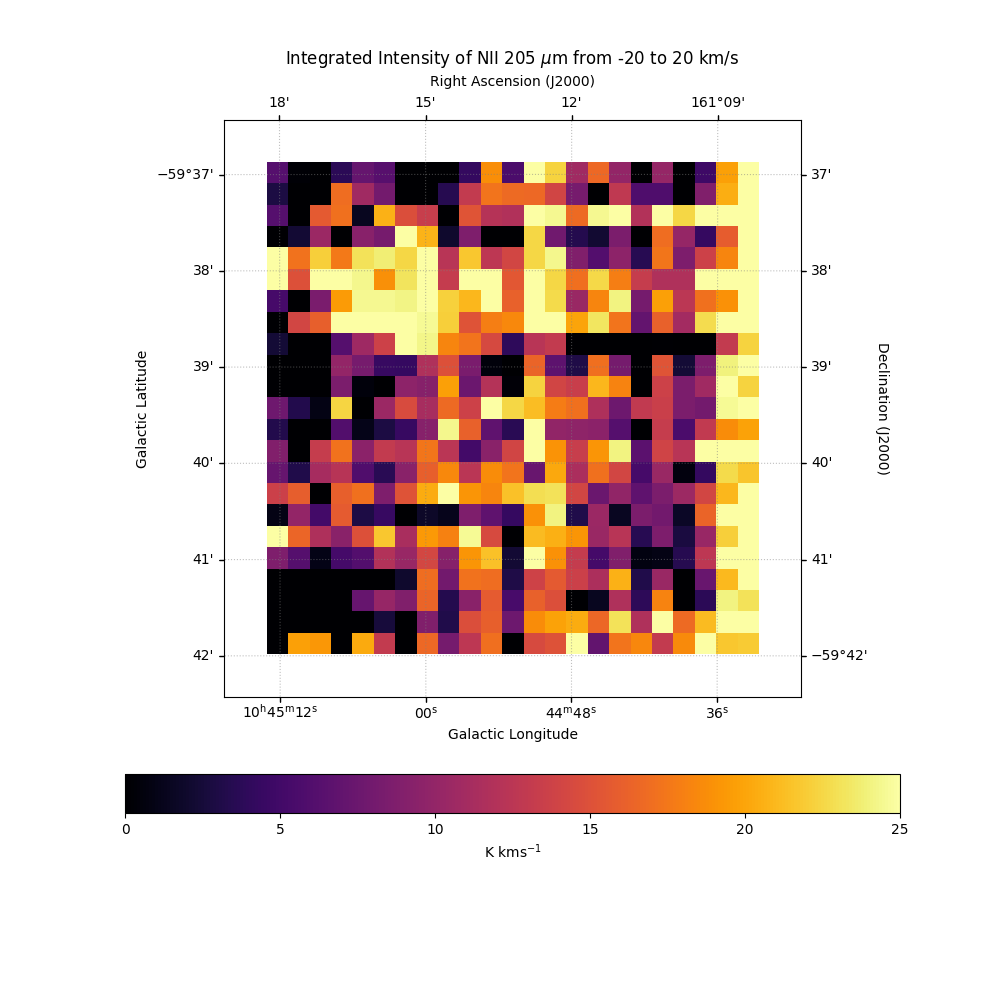 Integrated Intensity of NII 205 μm from -20 to 20 km/s
Right Ascension (J2000)
18' 15' 12' 161°09'
−59°37' 37'
38' 38'
39' 39'
Galactic Latitude
Declination (J2000)
40' 40'
41' 41'
42' −59°42'
10ʰ45ᵐ12ˢ 00ˢ 44ᵐ48ˢ 36ˢ
Galactic Longitude
0 5 10 15 20 25
K kms⁻¹